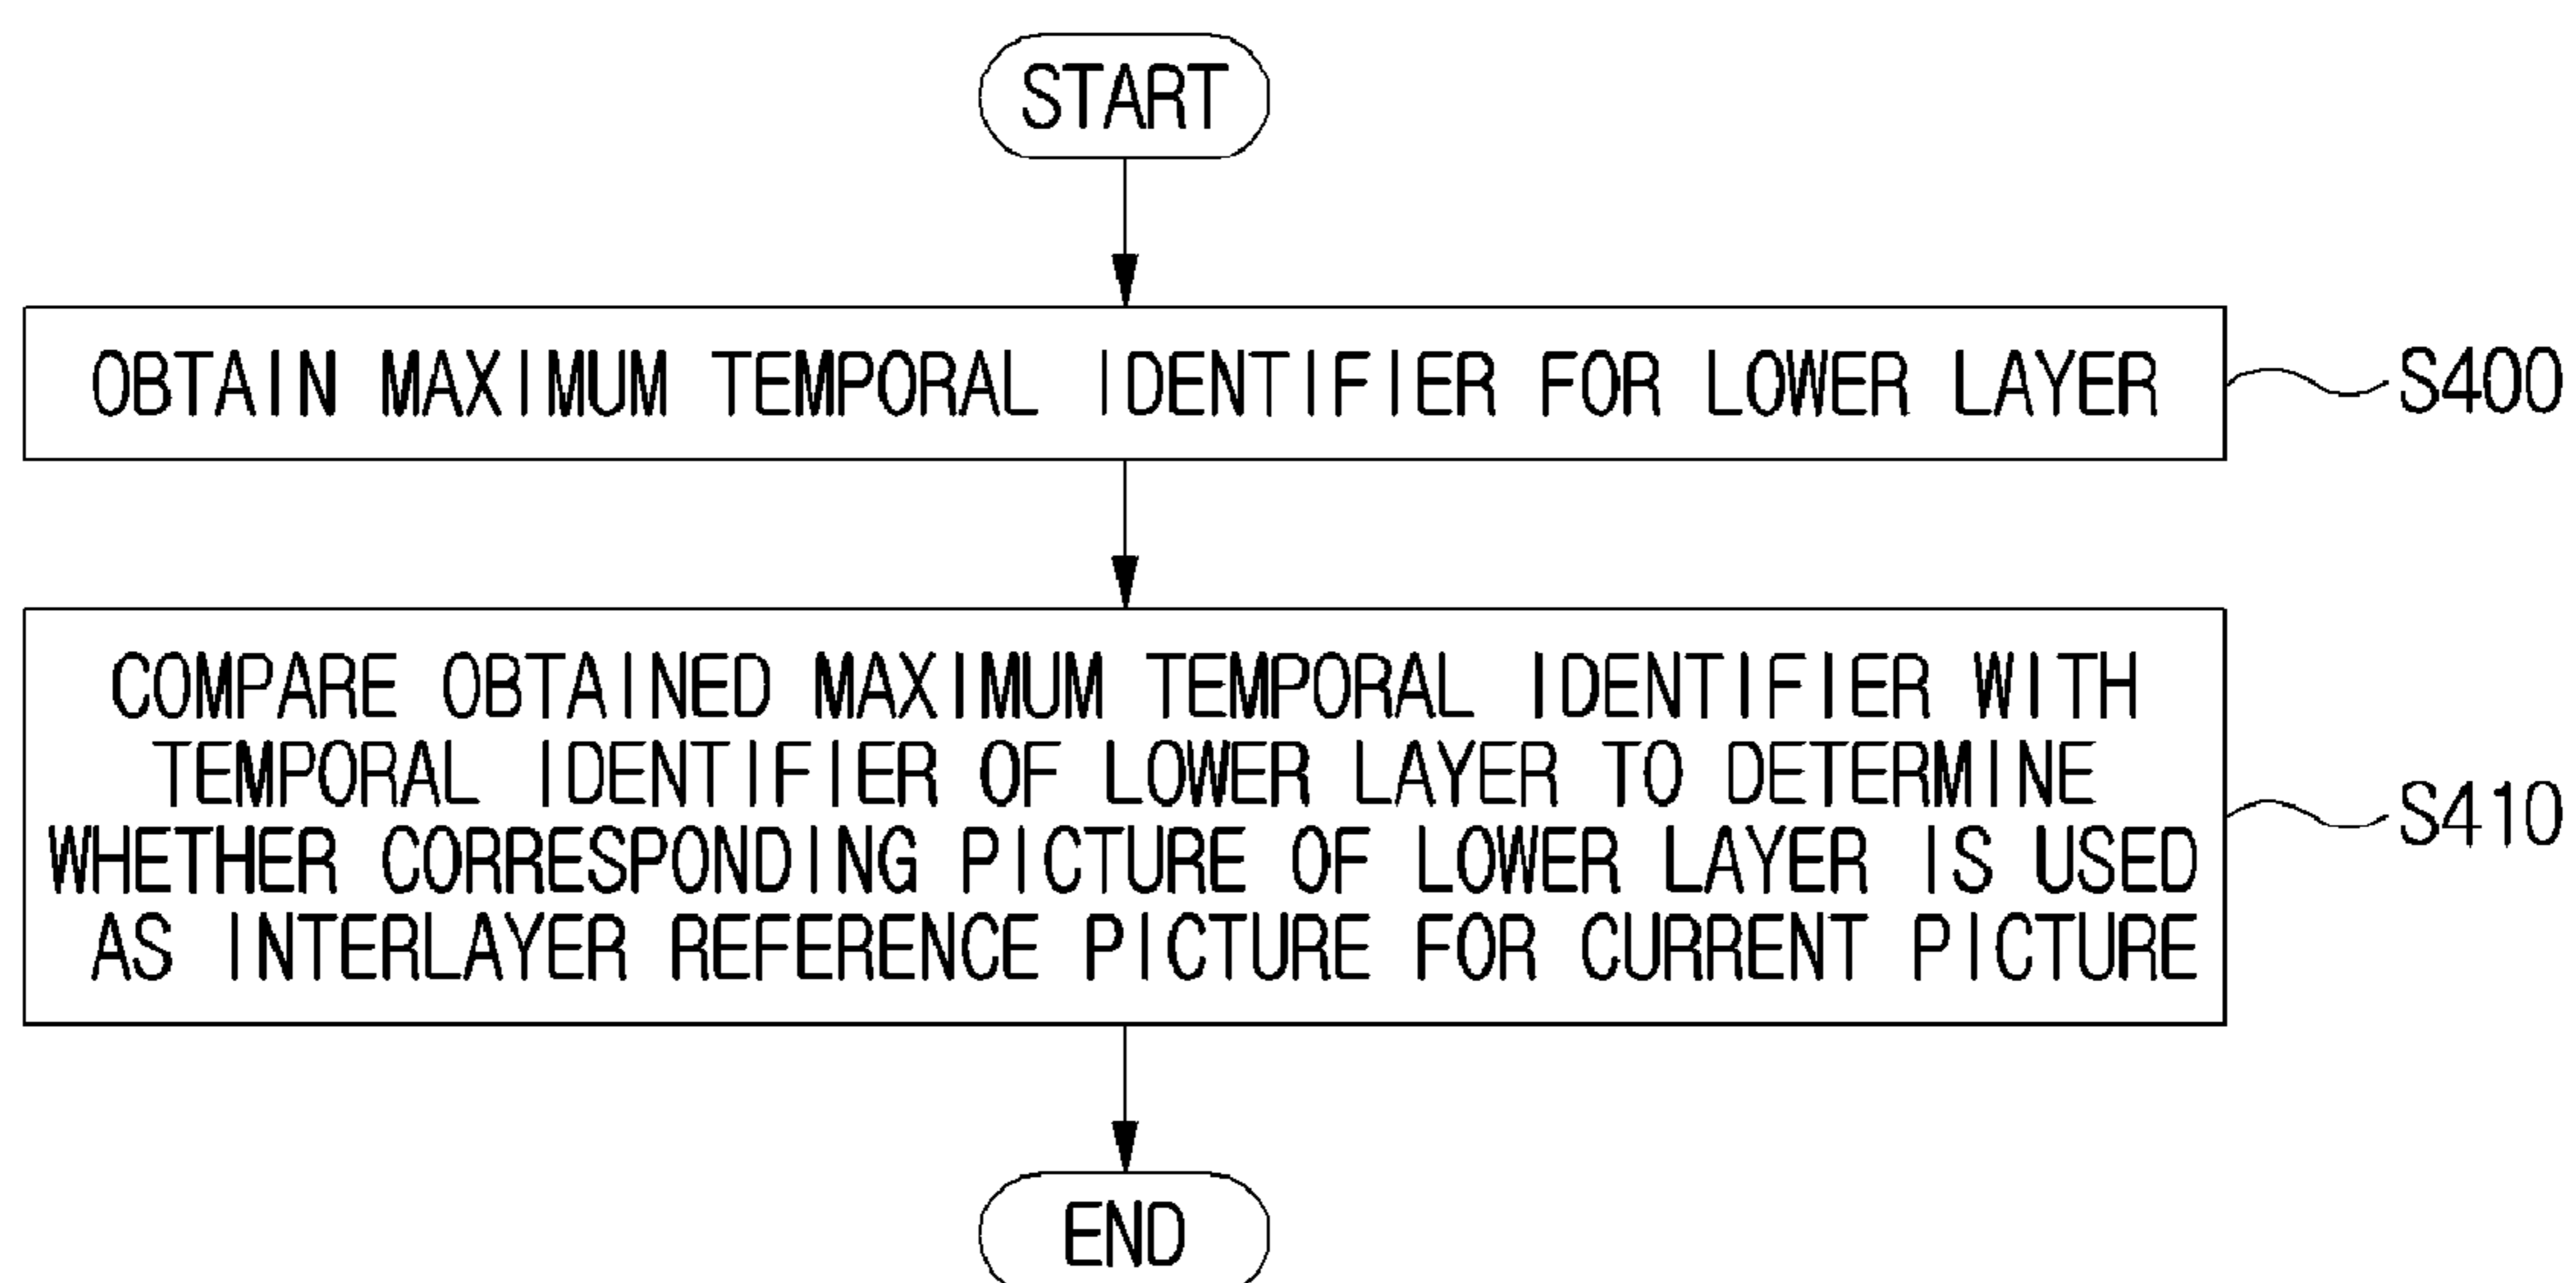 START
OBTAIN MAXIMUM TEMPORAL IDENTIFIER FOR LOWER LAYER
S400
COMPARE OBTAINED MAXIMUM TEMPORAL IDENTIFIER WITH
TEMPORAL IDENTIFIER OF LOWER LAYER TO DETERMINE
WHETHER CORRESPONDING PICTURE OF LOWER LAYER IS USED
AS INTERLAYER REFERENCE PICTURE FOR CURRENT PICTURE
S410
END